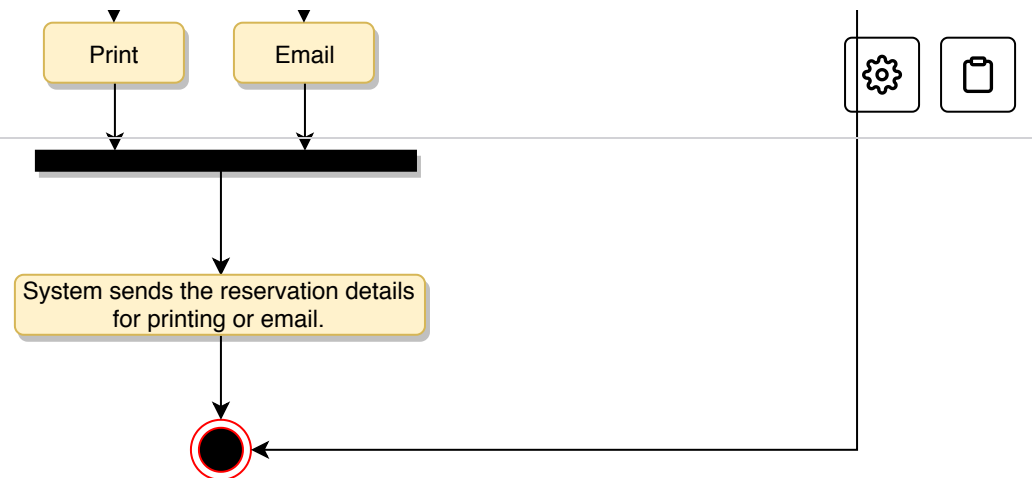 Print
Email
System sends the reservation details
for printing or email.